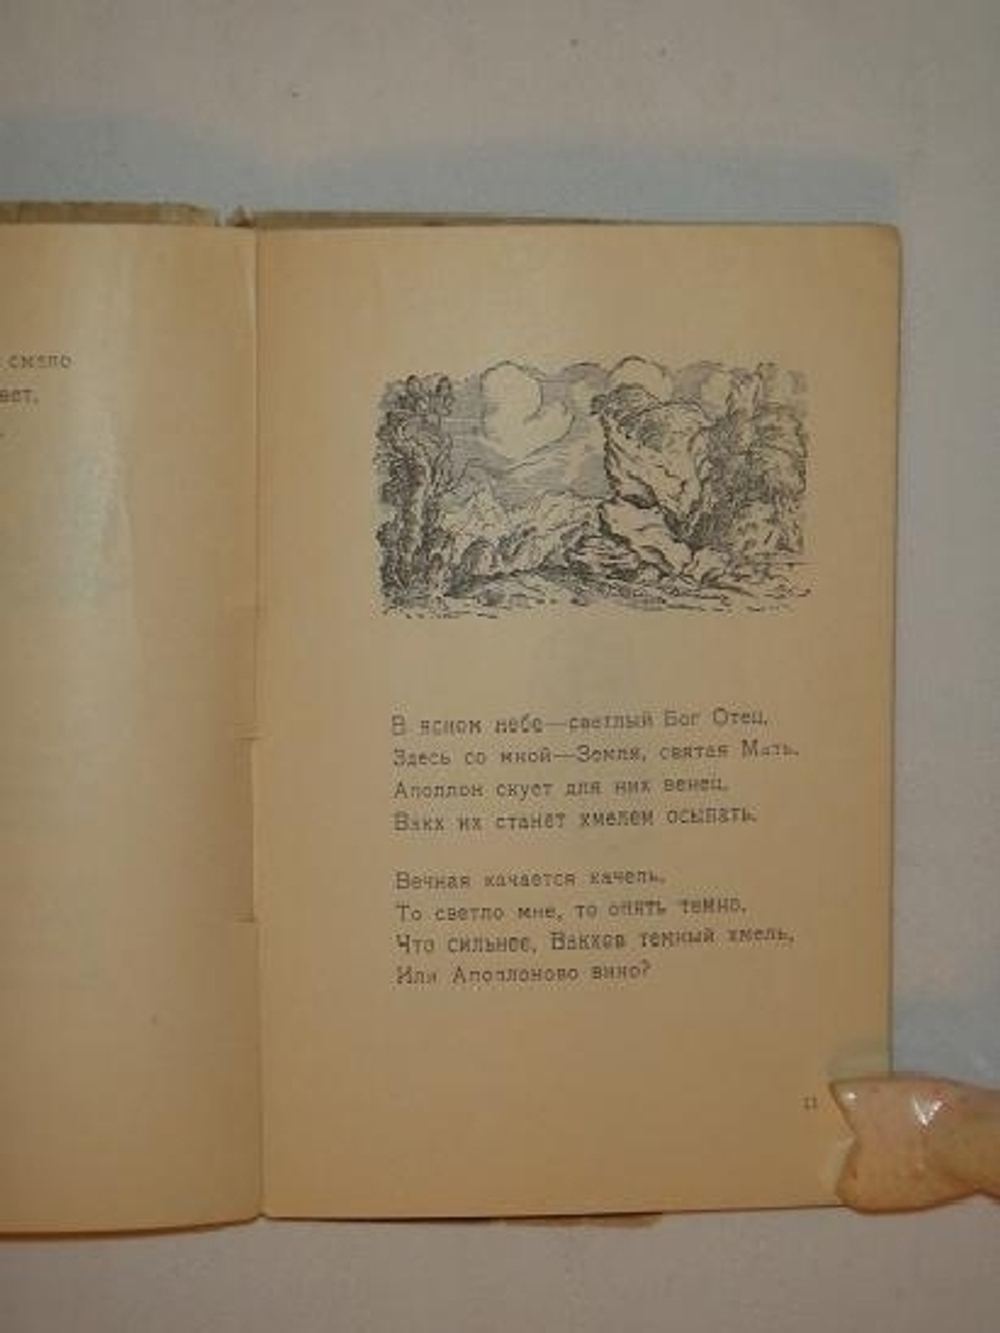 смело
вет,
В ясном небе—светлый Бог Отец,
Здесь со мной—Земля, святая Мать.
Аполлон скует для них венец,
Вакх их станет хмелем осыпать.
Вечная качается качель.
То светло мне, то опять темно.
Что сильнее, Вакхов темный хмель,
Или Аполлоново вино?
11